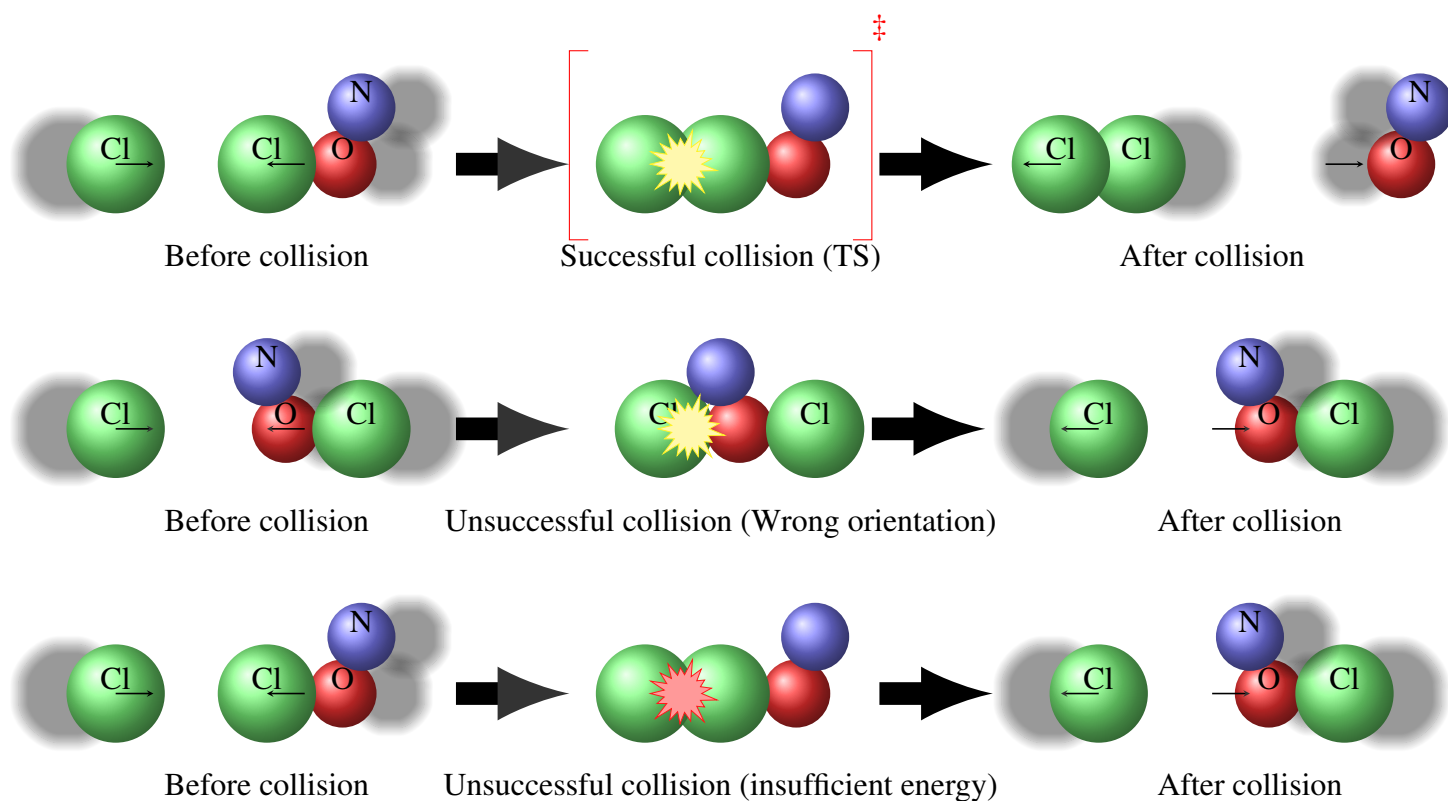 ‡
N
N
Cl
Cl
O
Cl
Cl
O
Before collision
Successful collision (TS)
After collision
N
N
Cl
O
Cl
Cl
Cl
Cl
O
Cl
Before collision
Unsuccessful collision (Wrong orientation)
After collision
N
N
Cl
Cl
O
Cl
O
Cl
Before collision
Unsuccessful collision (insufficient energy)
After collision